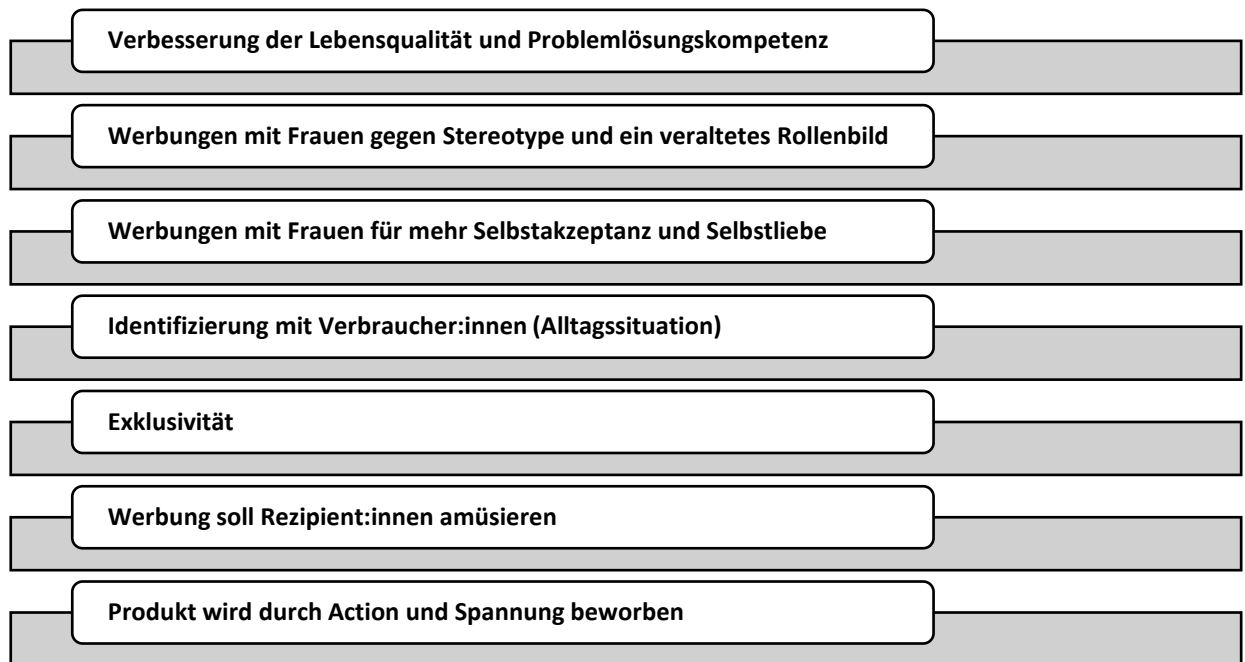 Verbesserung der Lebensqualität und Problemlösungskompetenz
Werbungen mit Frauen gegen Stereotype und ein veraltetes Rollenbild
Werbungen mit Frauen für mehr Selbstakzeptanz und Selbstliebe
Identifizierung mit Verbraucher:innen (Alltagssituation)
Exklusivität
Werbung soll Rezipient:innen amüsieren
Produkt wird durch Action und Spannung beworben